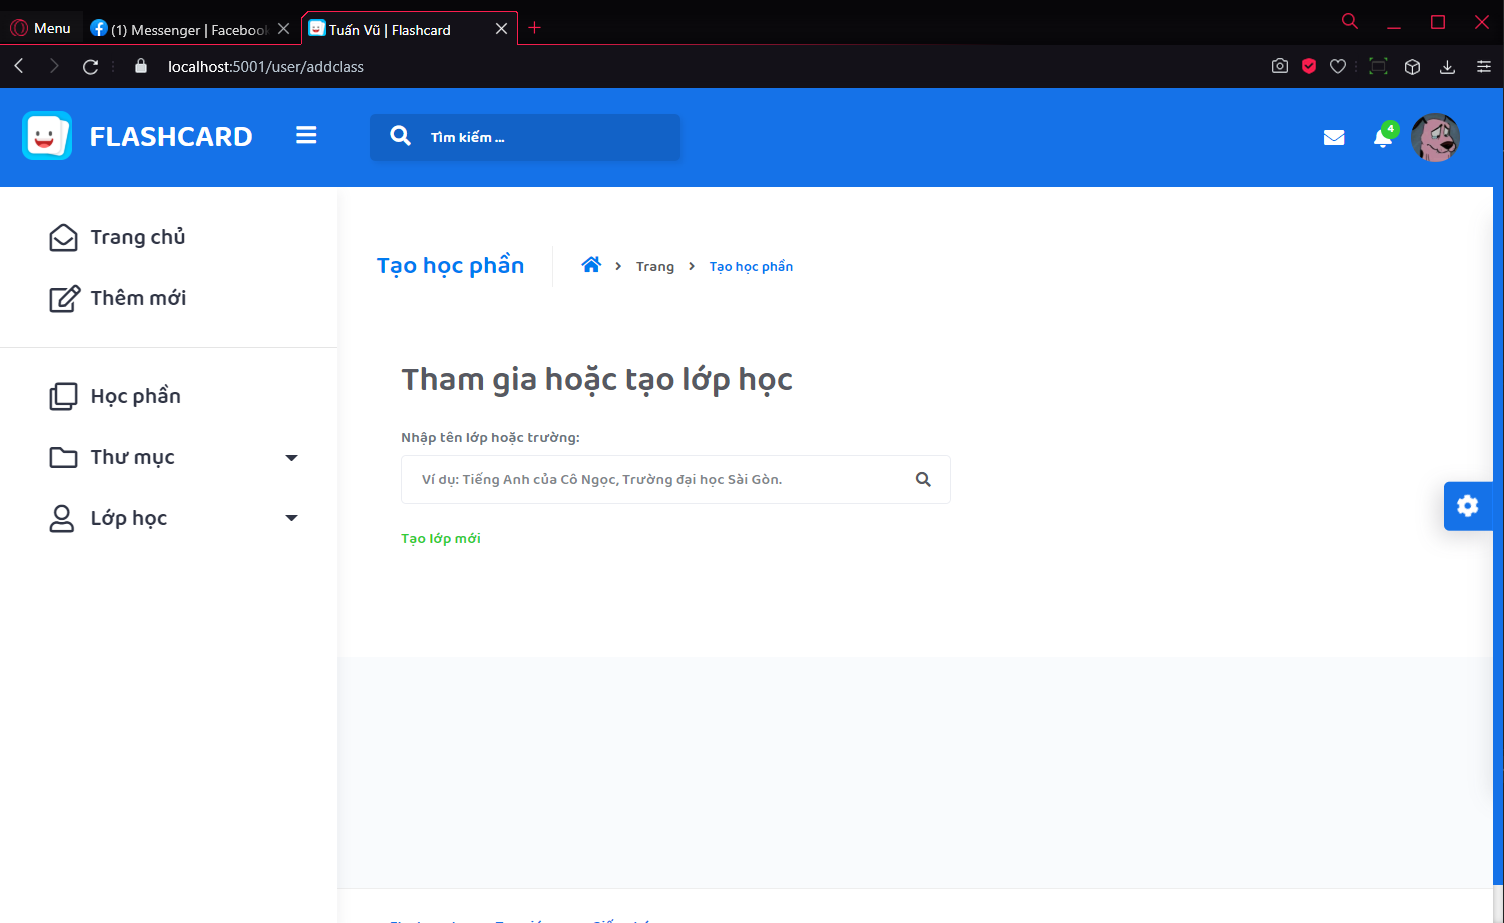 Menu
(1) Messenger | Facebook
Tuấn Vũ | Flashcard
localhost:5001/user/addclass
FLASHCARD
Tìm kiếm ...
4
Trang chủ
Thêm mới
Học phần
Thư mục
Lớp học
Tạo học phần
Trang
Tạo học phần
Tham gia hoặc tạo lớp học
Nhập tên lớp hoặc trường:
Ví dụ: Tiếng Anh của Cô Ngọc, Trường đại học Sài Gòn.
Tạo lớp mới